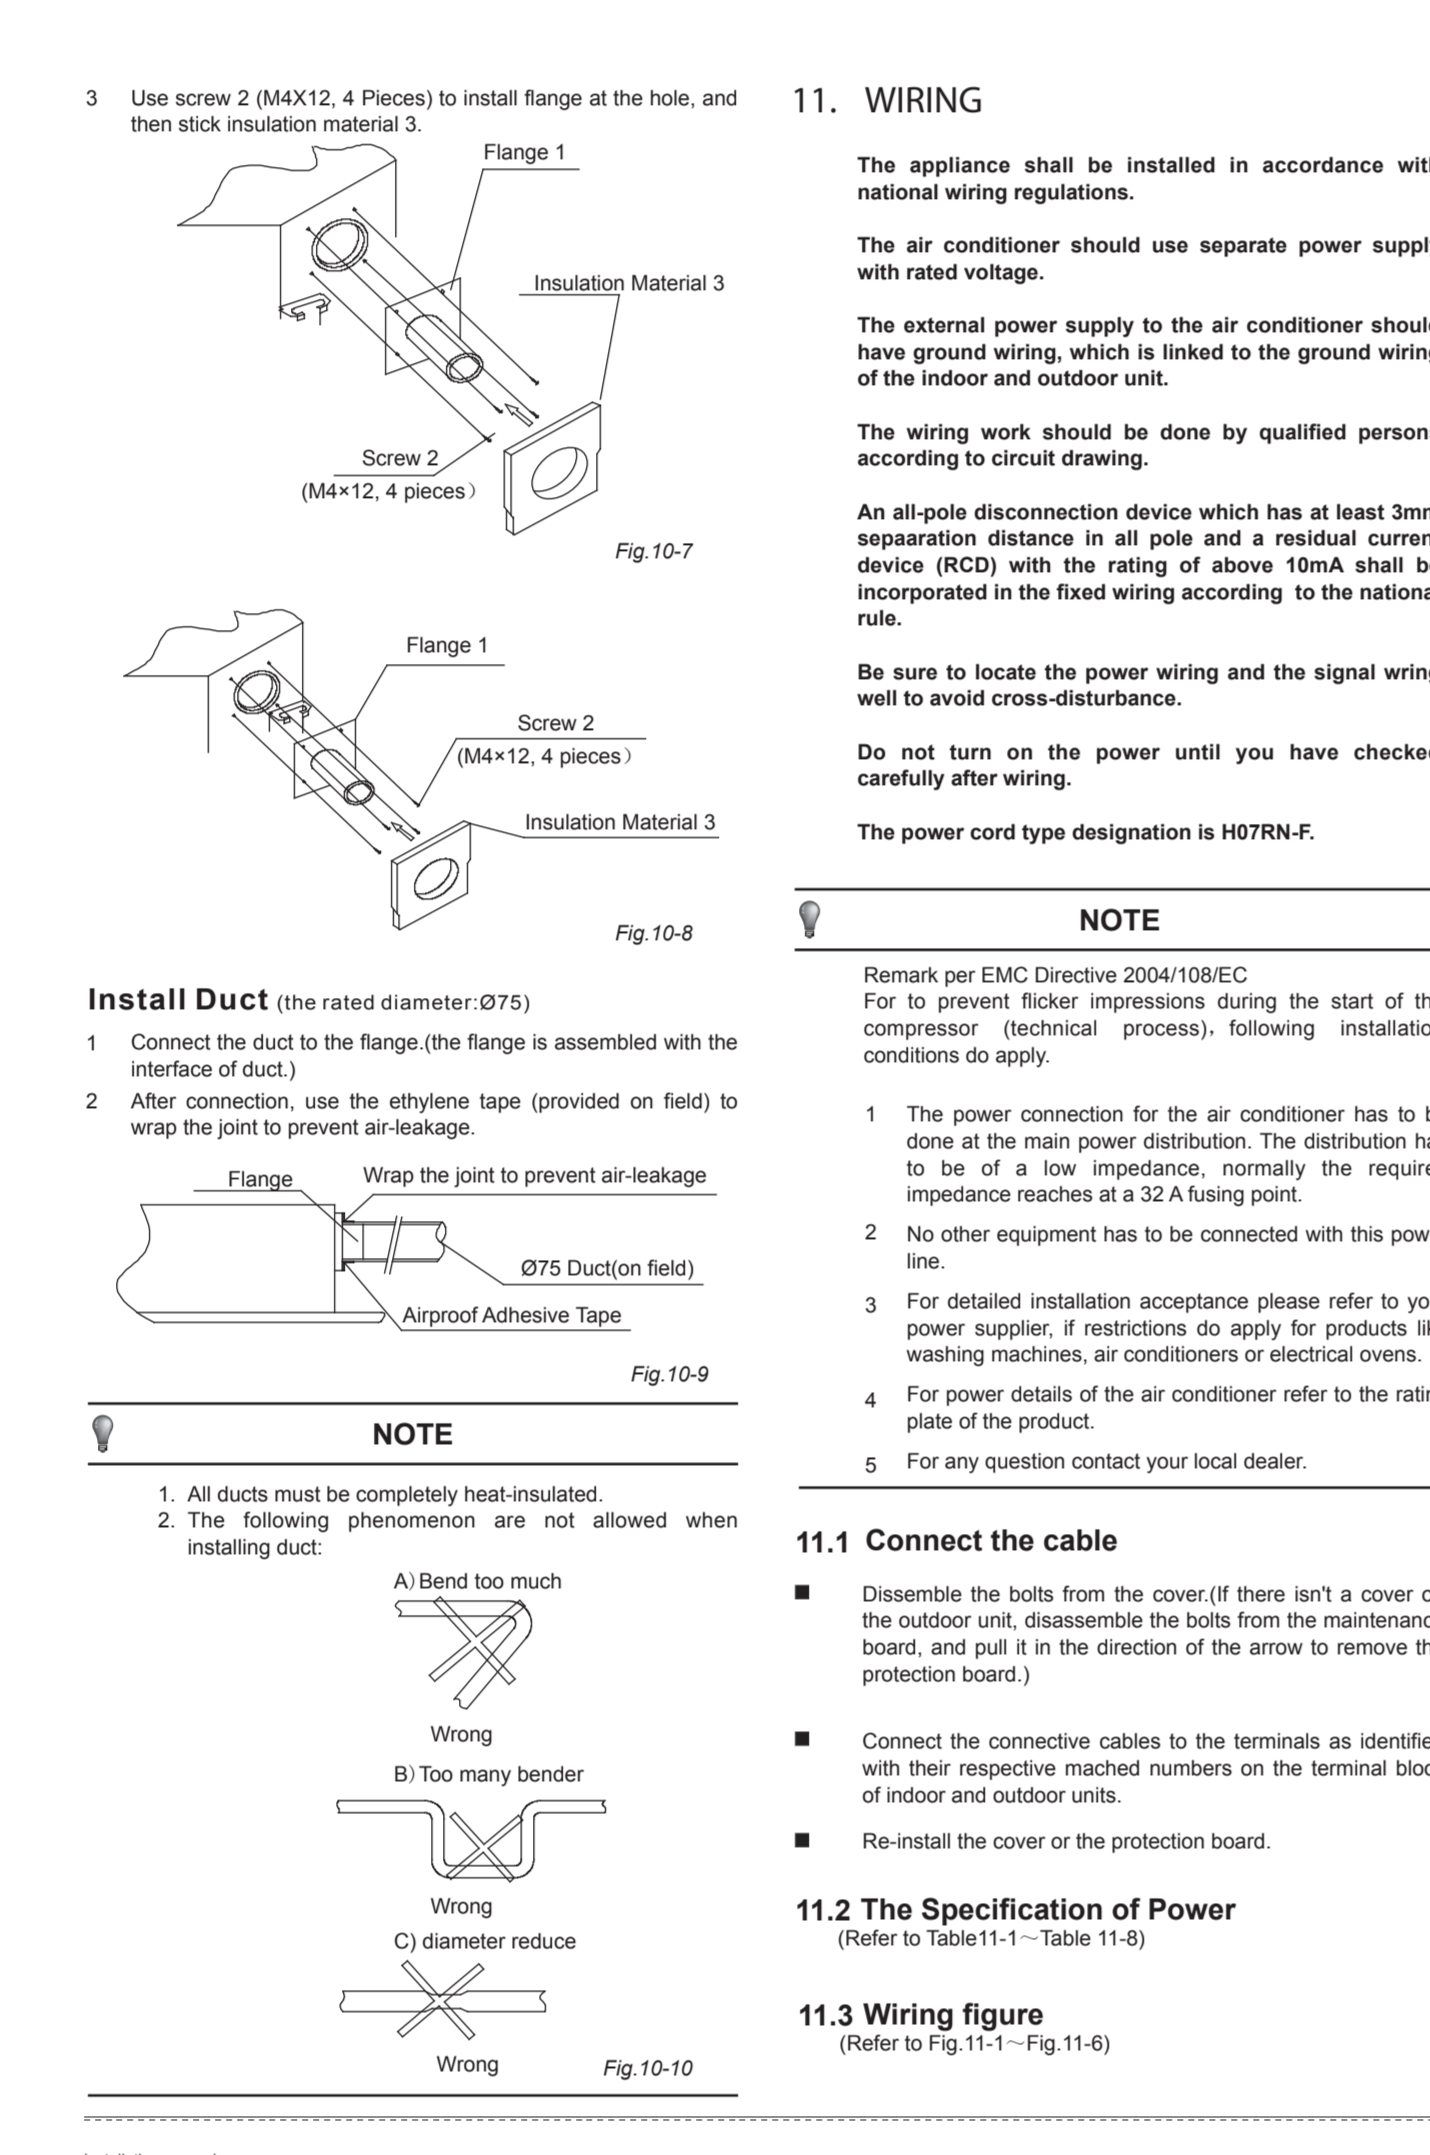 3 Use screw 2 (M4X12, 4 Pieces) to install flange at the hole, and
then stick insulation material 3.
Flange 1
Insulation Material 3
Screw 2
(M4×12, 4 pieces）
Fig.10-7
Flange 1
Screw 2
(M4×12, 4 pieces）
Insulation Material 3
Fig.10-8
Install Duct (the rated diameter:Ø75)
1 Connect the duct to the flange.(the flange is assembled with the
interface of duct.)
2 After connection, use the ethylene tape (provided on field) to
wrap the joint to prevent air-leakage.
Flange
Wrap the joint to prevent air-leakage
Ø75 Duct(on field)
Airproof Adhesive Tape
Fig.10-9
NOTE
1. All ducts must be completely heat-insulated.
2. The following phenomenon are not allowed when
installing duct:
A）Bend too much
Wrong
B）Too many bender
Wrong
C) diameter reduce
Wrong
Fig.10-10
11. WIRING
The appliance shall be installed in accordance with
national wiring regulations.
The air conditioner should use separate power suppl
with rated voltage.
The external power supply to the air conditioner shoul
have ground wiring, which is linked to the ground wirin
of the indoor and outdoor unit.
The wiring work should be done by qualified person
according to circuit drawing.
An all-pole disconnection device which has at least 3mm
sepaaration distance in all pole and a residual curren
device (RCD) with the rating of above 10mA shall b
incorporated in the fixed wiring according to the nationa
rule.
Be sure to locate the power wiring and the signal wring
well to avoid cross-disturbance.
Do not turn on the power until you have checked
carefully after wiring.
The power cord type designation is H07RN-F.
NOTE
Remark per EMC Directive 2004/108/EC
For to prevent flicker impressions during the start of th
compressor (technical process)，following installatio
conditions do apply.
1 The power connection for the air conditioner has to b
done at the main power distribution. The distribution ha
to be of a low impedance, normally the require
impedance reaches at a 32 A fusing point.
2 No other equipment has to be connected with this pow
line.
3 For detailed installation acceptance please refer to yo
power supplier, if restrictions do apply for products li
washing machines, air conditioners or electrical ovens.
4 For power details of the air conditioner refer to the ratin
plate of the product.
5 For any question contact your local dealer.
11.1 Connect the cable
■ Dissemble the bolts from the cover.(If there isn't a cover o
the outdoor unit, disassemble the bolts from the maintenanc
board, and pull it in the direction of the arrow to remove th
protection board.)
■ Connect the connective cables to the terminals as identifie
with their respective mached numbers on the terminal bloc
of indoor and outdoor units.
■ Re-install the cover or the protection board.
11.2 The Specification of Power
(Refer to Table11-1～Table 11-8)
11.3 Wiring figure
(Refer to Fig.11-1～Fig.11-6)